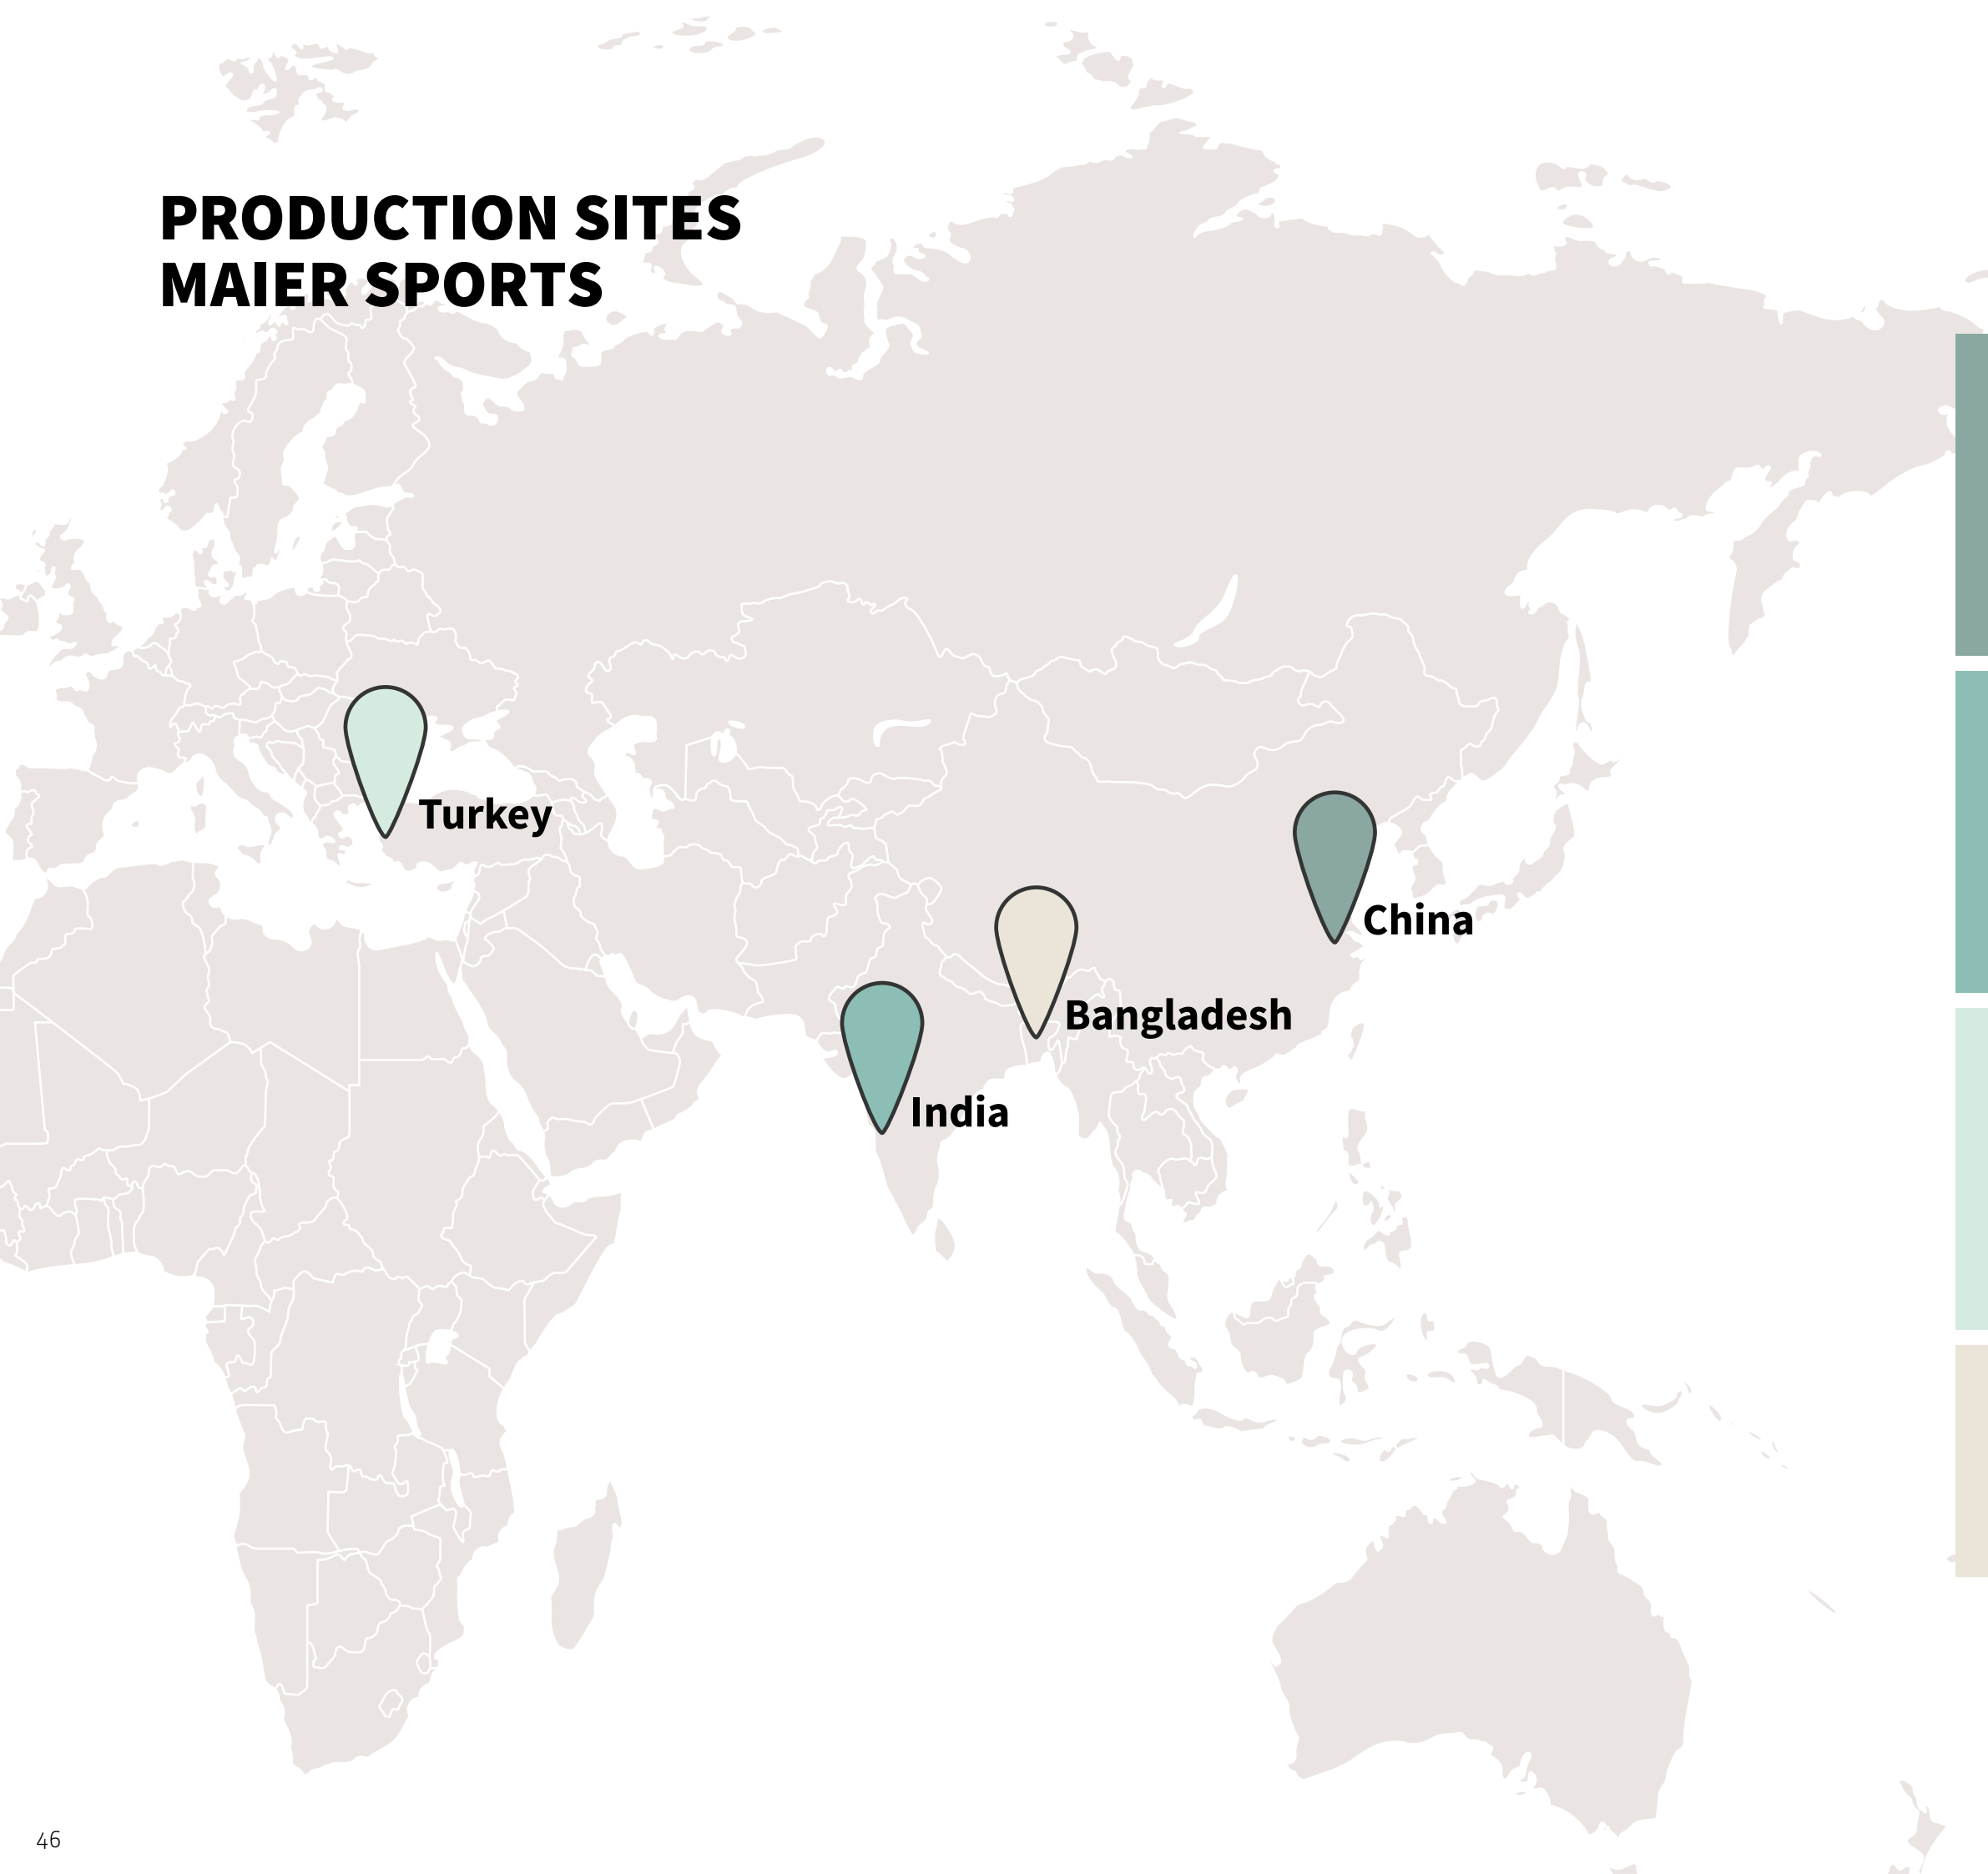 PRODUCTION SITES
MAIER SPORTS
Turkey
China
Bangladesh
India
46